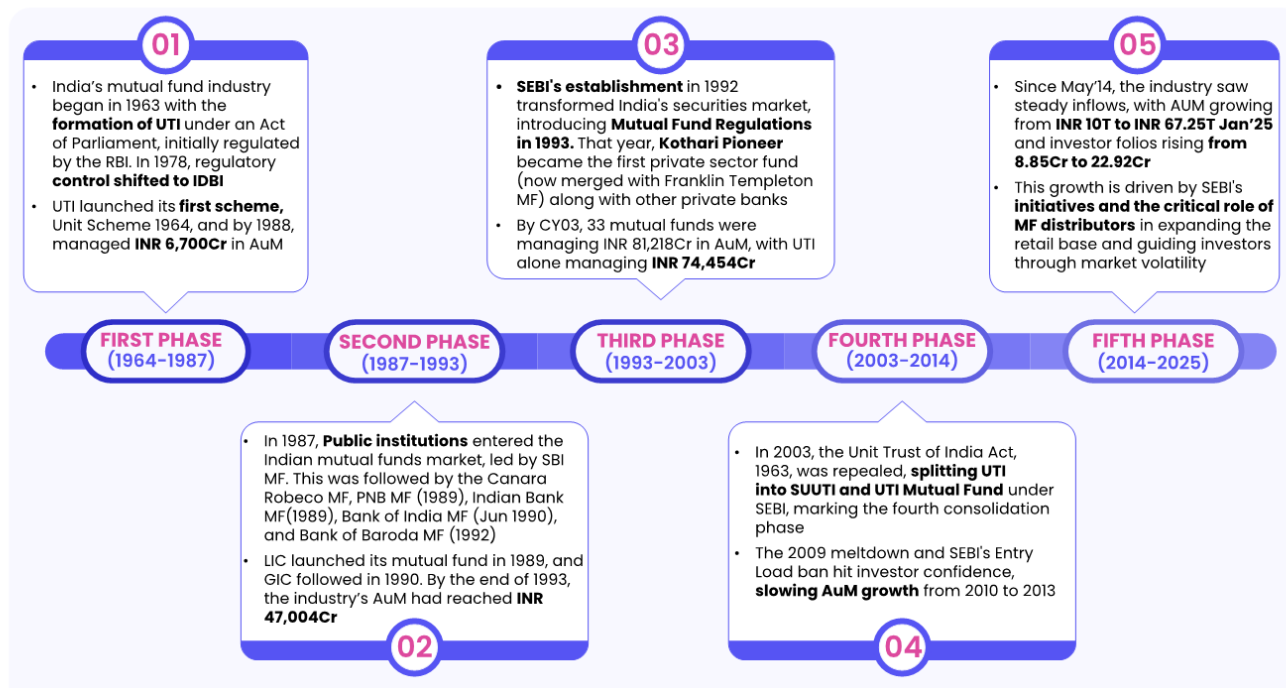 01
• India's mutual fund industry
began in 1963 with the
formation of UTI under an Act
of Parliament, initially regulated
by the RBI. In 1978, regulatory
control shifted to IDBI
• UTI launched its first scheme,
Unit Scheme 1964, and by 1988,
managed INR 6,700Cr in AuM
03
• SEBI's establishment in 1992
transformed India's securities market,
introducing Mutual Fund Regulations
in 1993. That year, Kothari Pioneer
became the first private sector fund
(now merged with Franklin Templeton
MF) along with other private banks
• By CY03, 33 mutual funds were
managing INR 81,218Cr in AuM, with UTI
alone managing INR 74,454Cr
05
• Since May'14, the industry saw
steady inflows, with AUM growing
from INR 10T to INR 67.25T Jan'25
and investor folios rising from
8.85Cr to 22.92Cr
• This growth is driven by SEBI's
initiatives and the critical role of
MF distributors in expanding the
retail base and guiding investors
through market volatility
FIRST PHASE
(1964-1987)
SECOND PHASE
(1987-1993)
THIRD PHASE
(1993-2003)
FOURTH PHASE
(2003-2014)
FIFTH PHASE
(2014-2025)
• In 1987, Public institutions entered the
Indian mutual funds market, led by SBI
MF. This was followed by the Canara
Robeco MF, PNB MF (1989), Indian Bank
MF(1989), Bank of India MF (Jun 1990),
and Bank of Baroda MF (1992)
• LIC launched its mutual fund in 1989, and
GIC followed in 1990. By the end of 1993,
the industry's AuM had reached INR
47,004Cr
02
• In 2003, the Unit Trust of India Act,
1963, was repealed, splitting UTI
into SUUTI and UTI Mutual Fund under
SEBI, marking the fourth consolidation
phase
• The 2009 meltdown and SEBI's Entry
Load ban hit investor confidence,
slowing AuM growth from 2010 to 2013
04